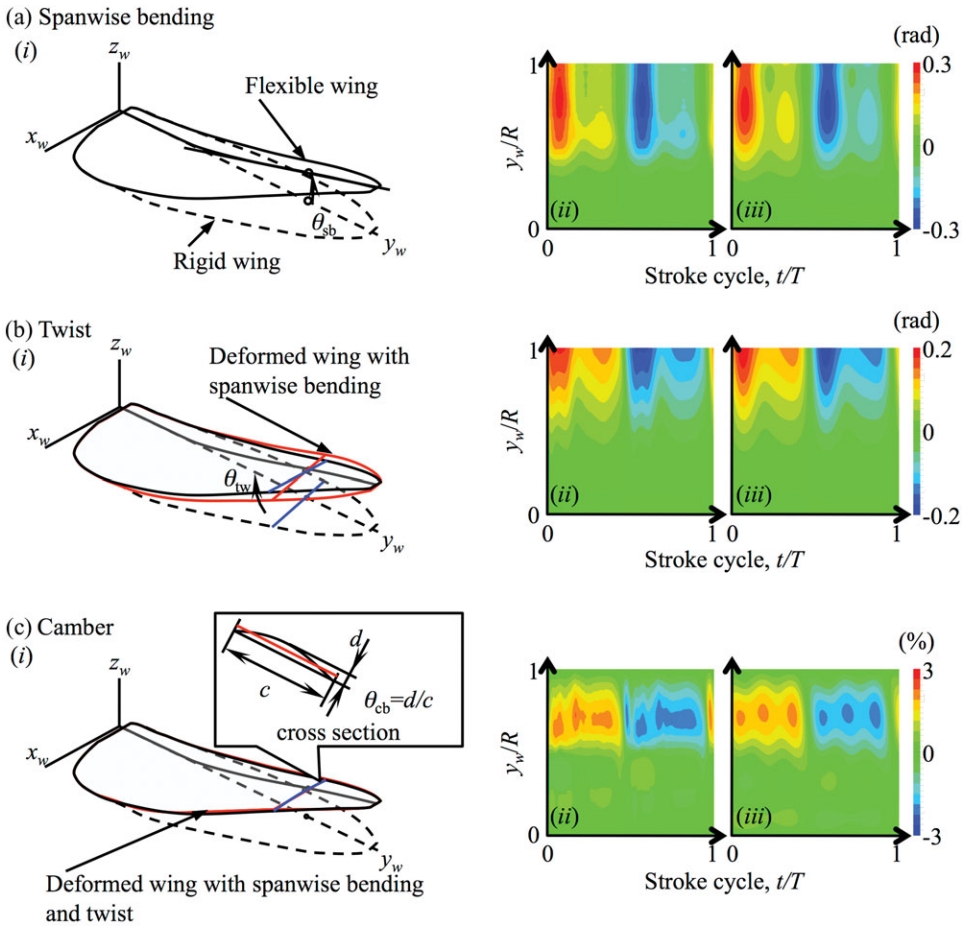 (a) Spanwise bending
(i)
z_w
x_w
y_w
Flexible wing
θ_sb
Rigid wing
(rad)
0.3
0
-0.3
y_w/R
1
0
(ii)
(iii)
0
1
0
1
Stroke cycle, t/T
(b) Twist
(i)
z_w
x_w
y_w
Deformed wing with
spanwise bending
θ_tw
(rad)
0.2
0
-0.2
y_w/R
1
0
(ii)
(iii)
0
1
0
1
Stroke cycle, t/T
(c) Camber
(i)
z_w
x_w
y_w
d
c
θ_cb=d/c
cross section
Deformed wing with spanwise bending
and twist
(%)
3
0
-3
y_w/R
1
0
(ii)
(iii)
0
1
0
1
Stroke cycle, t/T